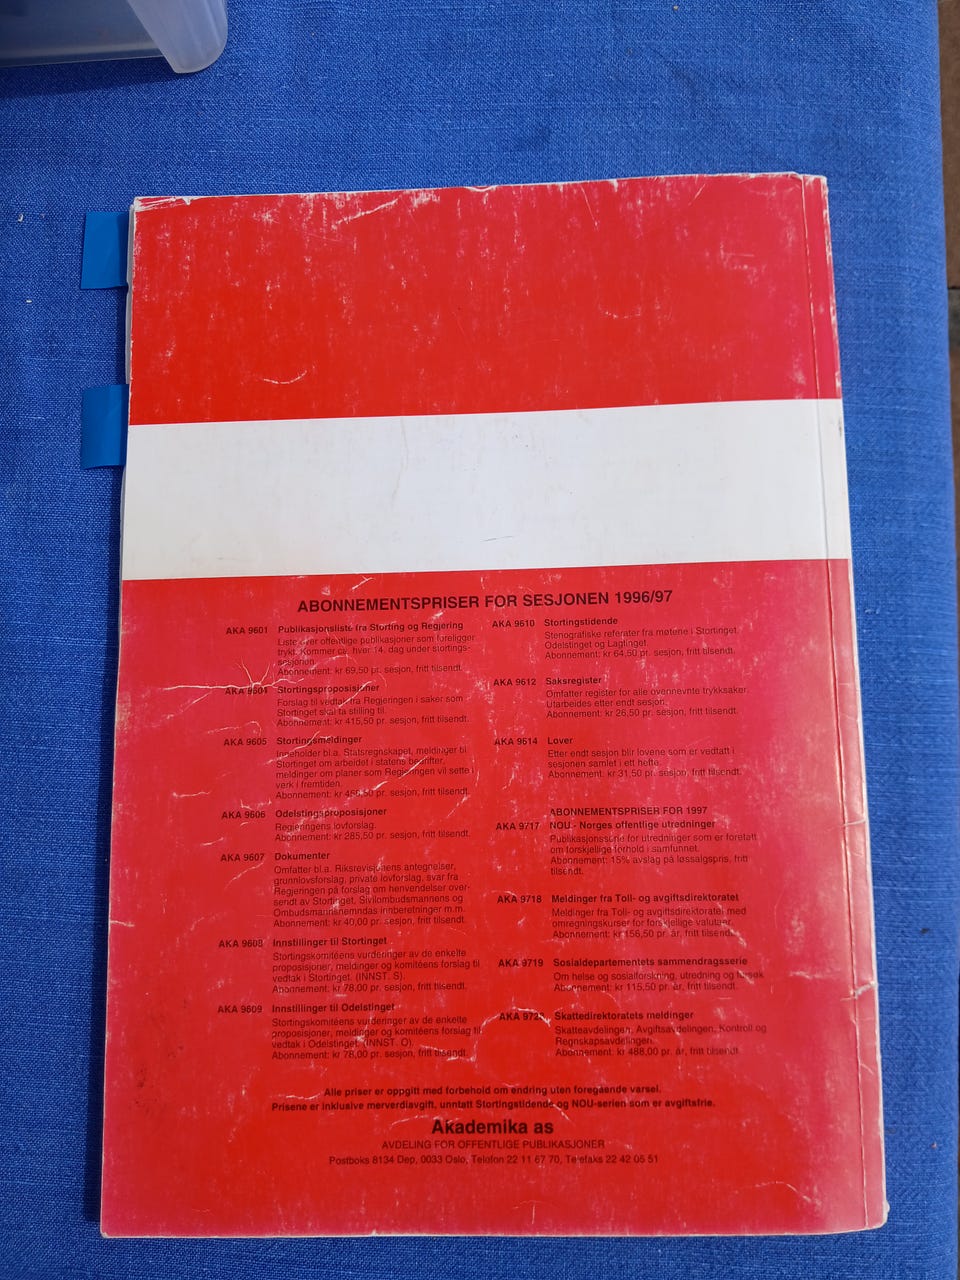 ABONNEMENTSPRISER FOR SESJONEN 1996/97
AKA 9601 Publikasjonsliste fra Storting og Regjering
Liste over offentlige publikasjoner som foreligger
trykt. Kommer ca. hver 14. dag under stortings-
sesjonen.
Abonnement: kr 69,50 pr. sesjon, fritt tilsendt.
Stortingsproposisjoner
Forslag til vedtak fra Regjeringen i saker som
Stortinget skal ta stilling til.
Abonnement: kr 415,50 pr. sesjon, fritt tilsendt.
AKA 9605 Stortingsmeldinger
Inneholder bl.a. Statsregnskapet, meldinger til
Stortinget om arbeidet i statens bedrifter,
meldinger om planer som Regjeringen vil sette i
verk i fremtiden.
Abonnement: kr pr. sesjon, fritt tilsendt.
AKA 9606 Odelstingsproposisjoner
Regjeringens lovforslag.
Abonnement: kr 285,50 pr. sesjon, fritt tilsendt.
AKA 9607 Dokumenter
Omfatter bl.a. Riksrevisjonens antegnelser,
grunnlovsforslag, private lovforslag, svar fra
Regjeringen på forslag om henvendelser over-
sendt av Stortinget, Sivilombudsmannens og
Ombudsmannsnemndas innberetninger m.m.
Abonnement: kr 40,00 pr. sesjon, fritt tilsendt.
AKA 9608 Innstillinger til Stortinget
Stortingskomitéens vurderinger av de enkelte
proposisjoner, meldinger og komitéens forslag til
vedtak i Stortinget. (INNST. S).
Abonnement: kr 78,00 pr. sesjon, fritt tilsendt.
AKA 9609 Innstillinger til Odelstinget
Stortingskomitéens vurderinger av de enkelte
proposisjoner, meldinger og komitéens forslag til
vedtak i Odelstinget. (INNST. O).
Abonnement: kr 78,00 pr. sesjon, fritt tilsendt.
AKA 9610 Stortingstidende
Stenografiske referater fra møtene i Stortinget,
Odelstinget og Lagtinget.
Abonnement: kr 64,50 pr. sesjon, fritt tilsendt.
AKA 9612 Saksregister
Omfatter register for alle ovennevnte trykksaker.
Utarbeides etter endt sesjon.
Abonnement: kr 26,50 pr. sesjon, fritt tilsendt.
AKA 9614 Lover
Etter endt sesjon blir lovene som er vedtatt i
sesjonen samlet i ett hefte.
Abonnement: kr 31,50 pr. sesjon, fritt tilsendt.
ABONNEMENTSPRISER FOR 1997
AKA 9717 NOU - Norges offentlige utredninger
Publikasjonsserie for utredninger som er foretatt
om forskjellige forhold i samfunnet.
Abonnement: 15% avslag på løssalgspris, fritt
tilsendt.
AKA 9718 Meldinger fra Toll- og avgiftsdirektoratet
Meldinger fra Toll- og avgiftsdirektoratet med
omregningskurser for forskjellige valutaer.
Abonnement: kr 156,50 pr. år, fritt tilsendt.
AKA 9719 Sosialdepartementets sammendragsserie
Om helse og sosialforskning, utredning og forsøk
Abonnement: kr 115,50 pr. år, fritt tilsendt.
AKA Skattedirektoratets meldinger
Skatteavdelingen, Avgiftsavdelingen, Kontroll og
Regnskapsavdelingen.
Abonnement: kr 488,00 pr. år, fritt tilsendt.
Alle priser er oppgitt med forbehold om endring uten foregående varsel.
Prisene er inklusive merverdiavgift, unntatt Stortingstidende og NOU-serien som er avgiftsfrie.
Akademika as
AVDELING FOR OFFENTLIGE PUBLIKASJONER
Postboks 8134 Dep, 0033 Oslo, Telefon 22 11 67 70, Telefaks 22 42 05 51